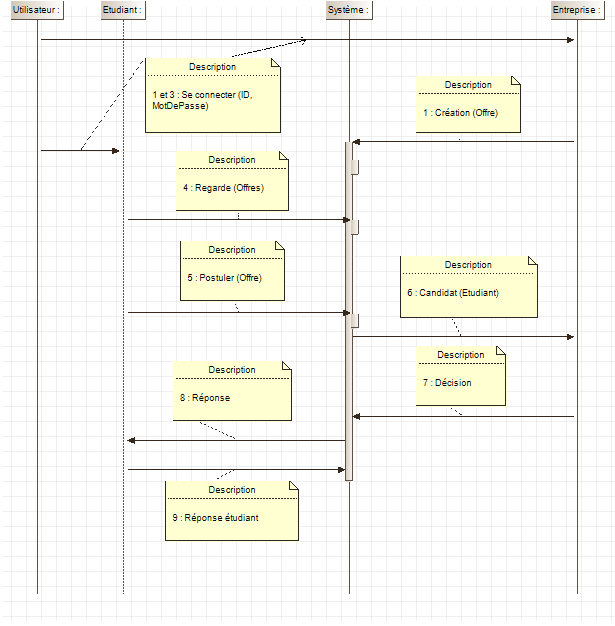 Utilisateur :
Etudiant :
Système :
Entreprise :
Description
1 et 3 : Se connecter (ID,
MotDePasse)
Description
1 : Création (Offre)
Description
4 : Regarde (Offres)
Description
5 : Postuler (Offre)
Description
6 : Candidat (Etudiant)
Description
7 : Décision
Description
8 : Réponse
Description
9 : Réponse étudiant